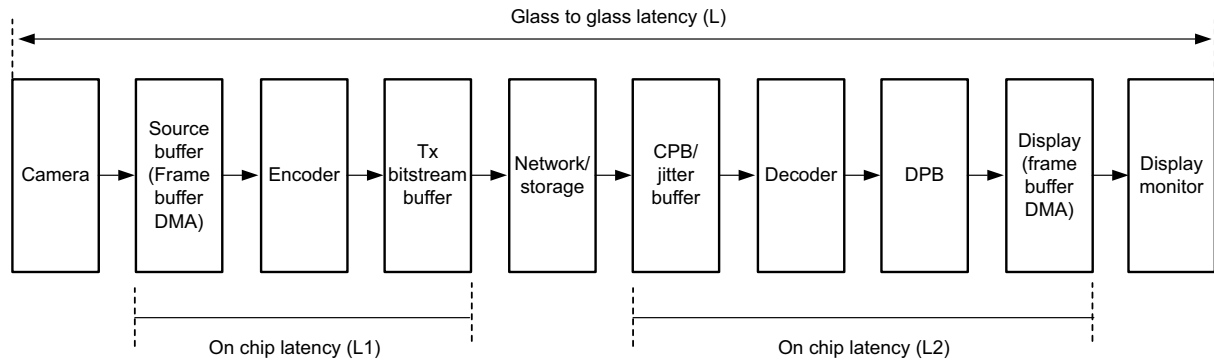 Glass to glass latency (L)
Camera
Source
buffer
(Frame
buffer
DMA)
Encoder
Tx
bitstream
buffer
Network/
storage
CPB/
jitter
buffer
Decoder
DPB
Display
(frame
buffer
DMA)
Display
monitor
On chip latency (L1)
On chip latency (L2)